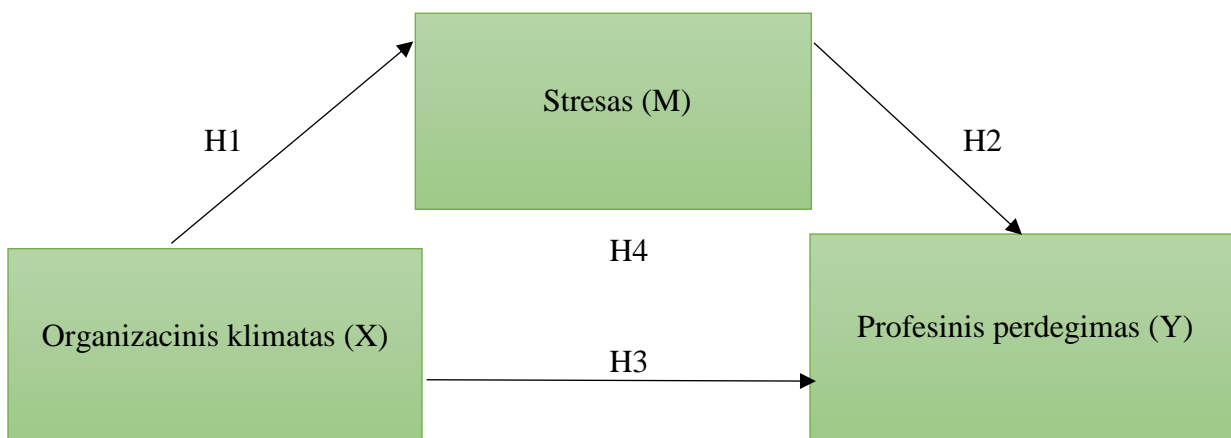 Stresas (M)
H1
H2
H4
Organizacinis klimatas (X)
Profesinis perdegimas (Y)
H3